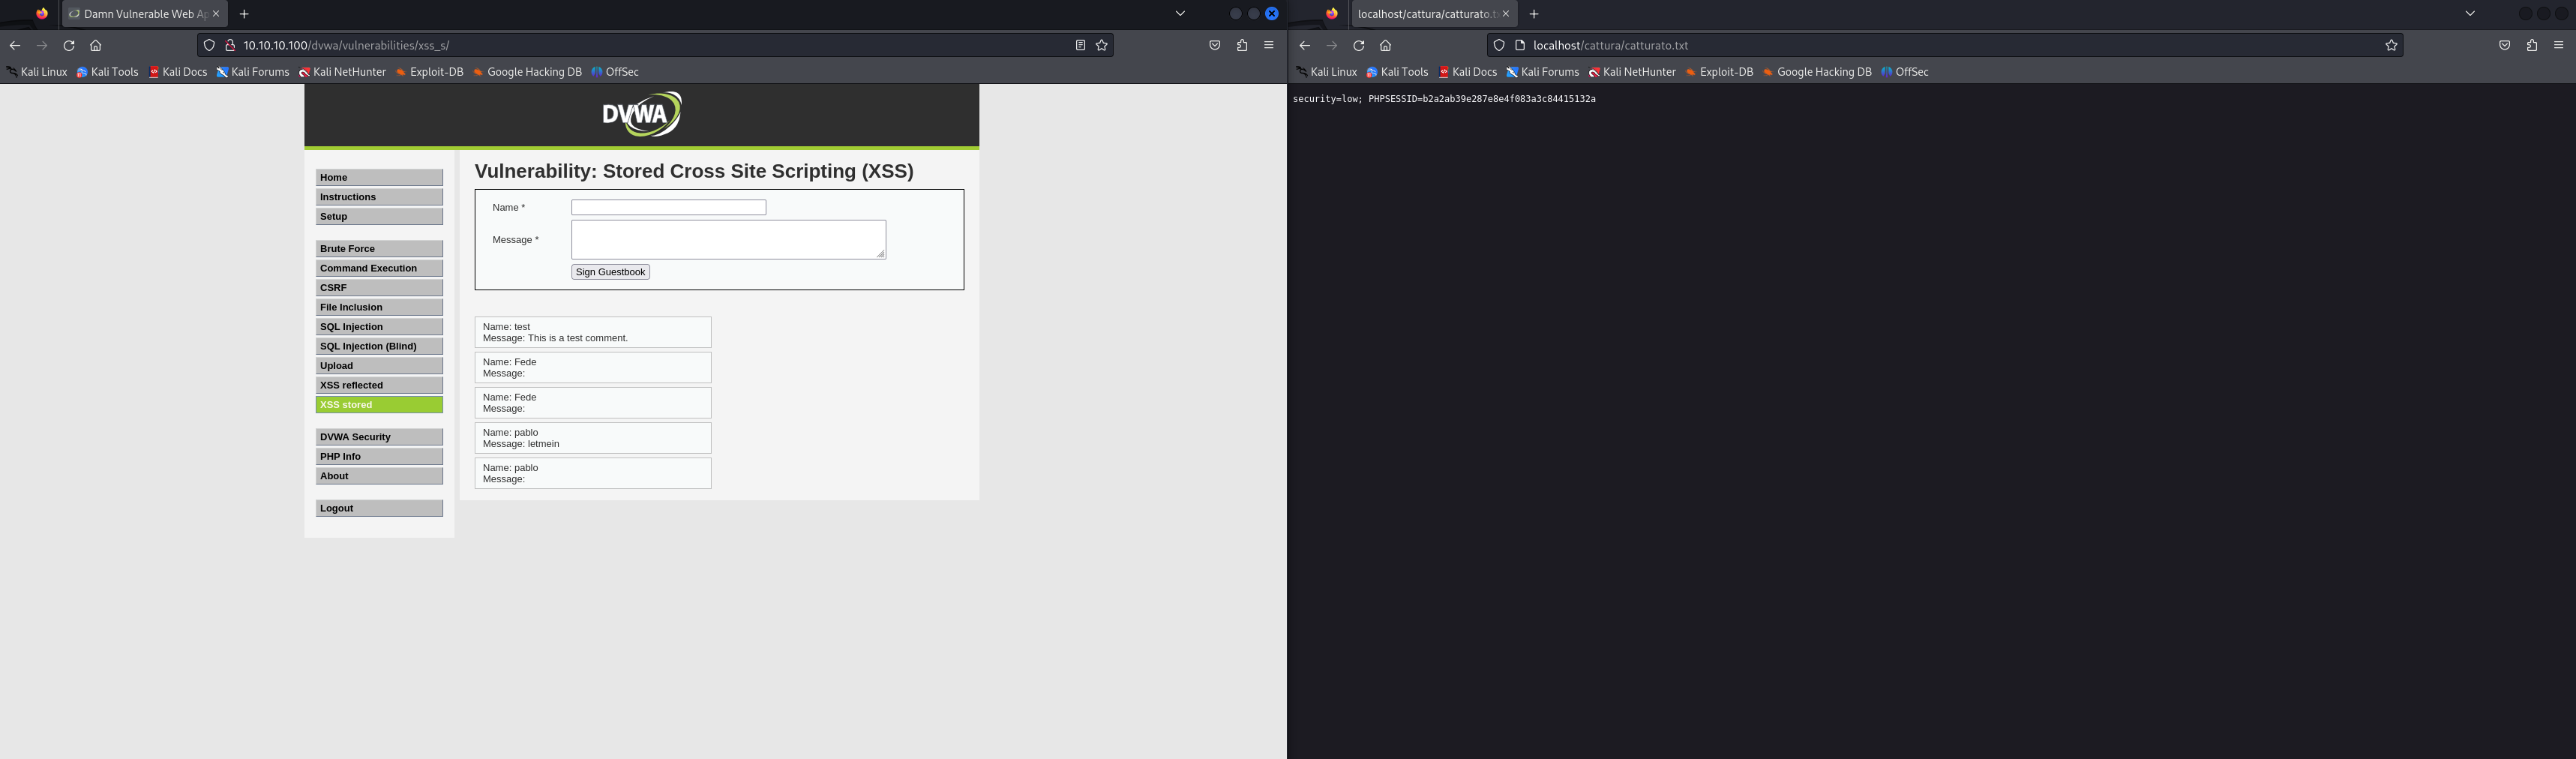 Damn Vulnerable Web Ap
10.10.10.100/dvwa/vulnerabilities/xss_s/
Kali Linux Kali Tools Kali Docs Kali Forums Kali NetHunter Exploit-DB Google Hacking DB OffSec
DVWA
Home
Instructions
Setup
Brute Force
Command Execution
CSRF
File Inclusion
SQL Injection
SQL Injection (Blind)
Upload
XSS reflected
XSS stored
DVWA Security
PHP Info
About
Logout
Vulnerability: Stored Cross Site Scripting (XSS)
Name *
Message *
Sign Guestbook
Name: test
Message: This is a test comment.
Name: Fede
Message:
Name: Fede
Message:
Name: pablo
Message: letmein
Name: pablo
Message:
localhost/cattura/catturato.t
localhost/cattura/catturato.txt
Kali Linux Kali Tools Kali Docs Kali Forums Kali NetHunter Exploit-DB Google Hacking DB OffSec
security=low; PHPSESSID=b2a2ab39e287e8e4f083a3c84415132a